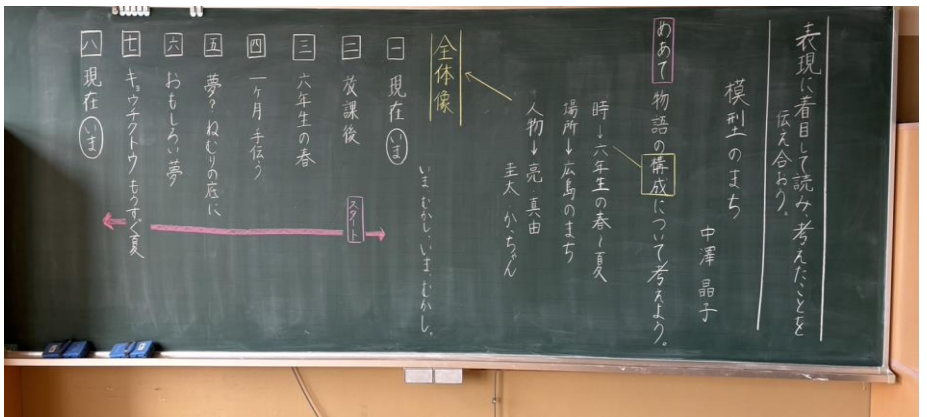 表現に着目して読み、考えたことを
伝え合おう。
模型のまち
中澤 晶子
めあて 物語の構成について考えよう。
時→六年生の春~夏
場所→広島のまち
人物→亮・真由
圭太 かっちゃん
全体像
いま、むかし、いま、むかし。
一 現在 いま
二 放課後
スタート
三 六年生の春
四 一ヶ月 手伝う
五 夢?ねむりの底に
六 おもしろい夢
七 キョウチクトウ もうすぐ夏
八 現在 いま